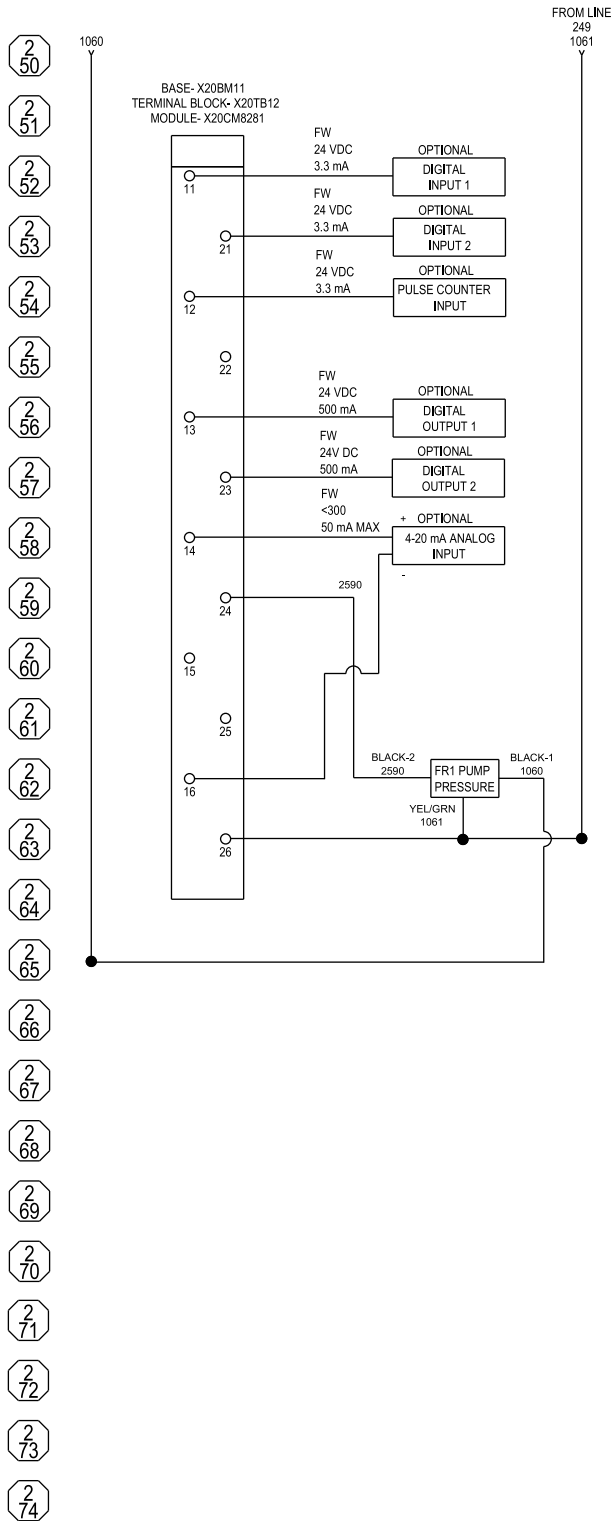 FROM LINE
249
1061
1060
2
50
BASE- X20BM11
TERMINAL BLOCK- X20TB12
MODULE- X20CM8281
2
51
FW
24 VDC
3.3 mA
OPTIONAL
DIGITAL
INPUT 1
11
2
52
FW
24 VDC
3.3 mA
OPTIONAL
DIGITAL
INPUT 2
21
2
53
FW
24 VDC
3.3 mA
OPTIONAL
PULSE COUNTER
INPUT
12
2
54
22
2
55
FW
24 VDC
500 mA
OPTIONAL
DIGITAL
OUTPUT 1
13
2
56
FW
24V DC
500 mA
OPTIONAL
DIGITAL
OUTPUT 2
23
2
57
FW
<300
50 mA MAX
+ OPTIONAL
4-20 mA ANALOG
INPUT
-
14
2
58
2590
24
2
59
15
2
60
25
2
61
BLACK-2
2590
FR1 PUMP
PRESSURE
BLACK-1
1060
16
2
62
YEL/GRN
1061
26
2
63
2
64
2
65
2
66
2
67
2
68
2
69
2
70
2
71
2
72
2
73
2
74